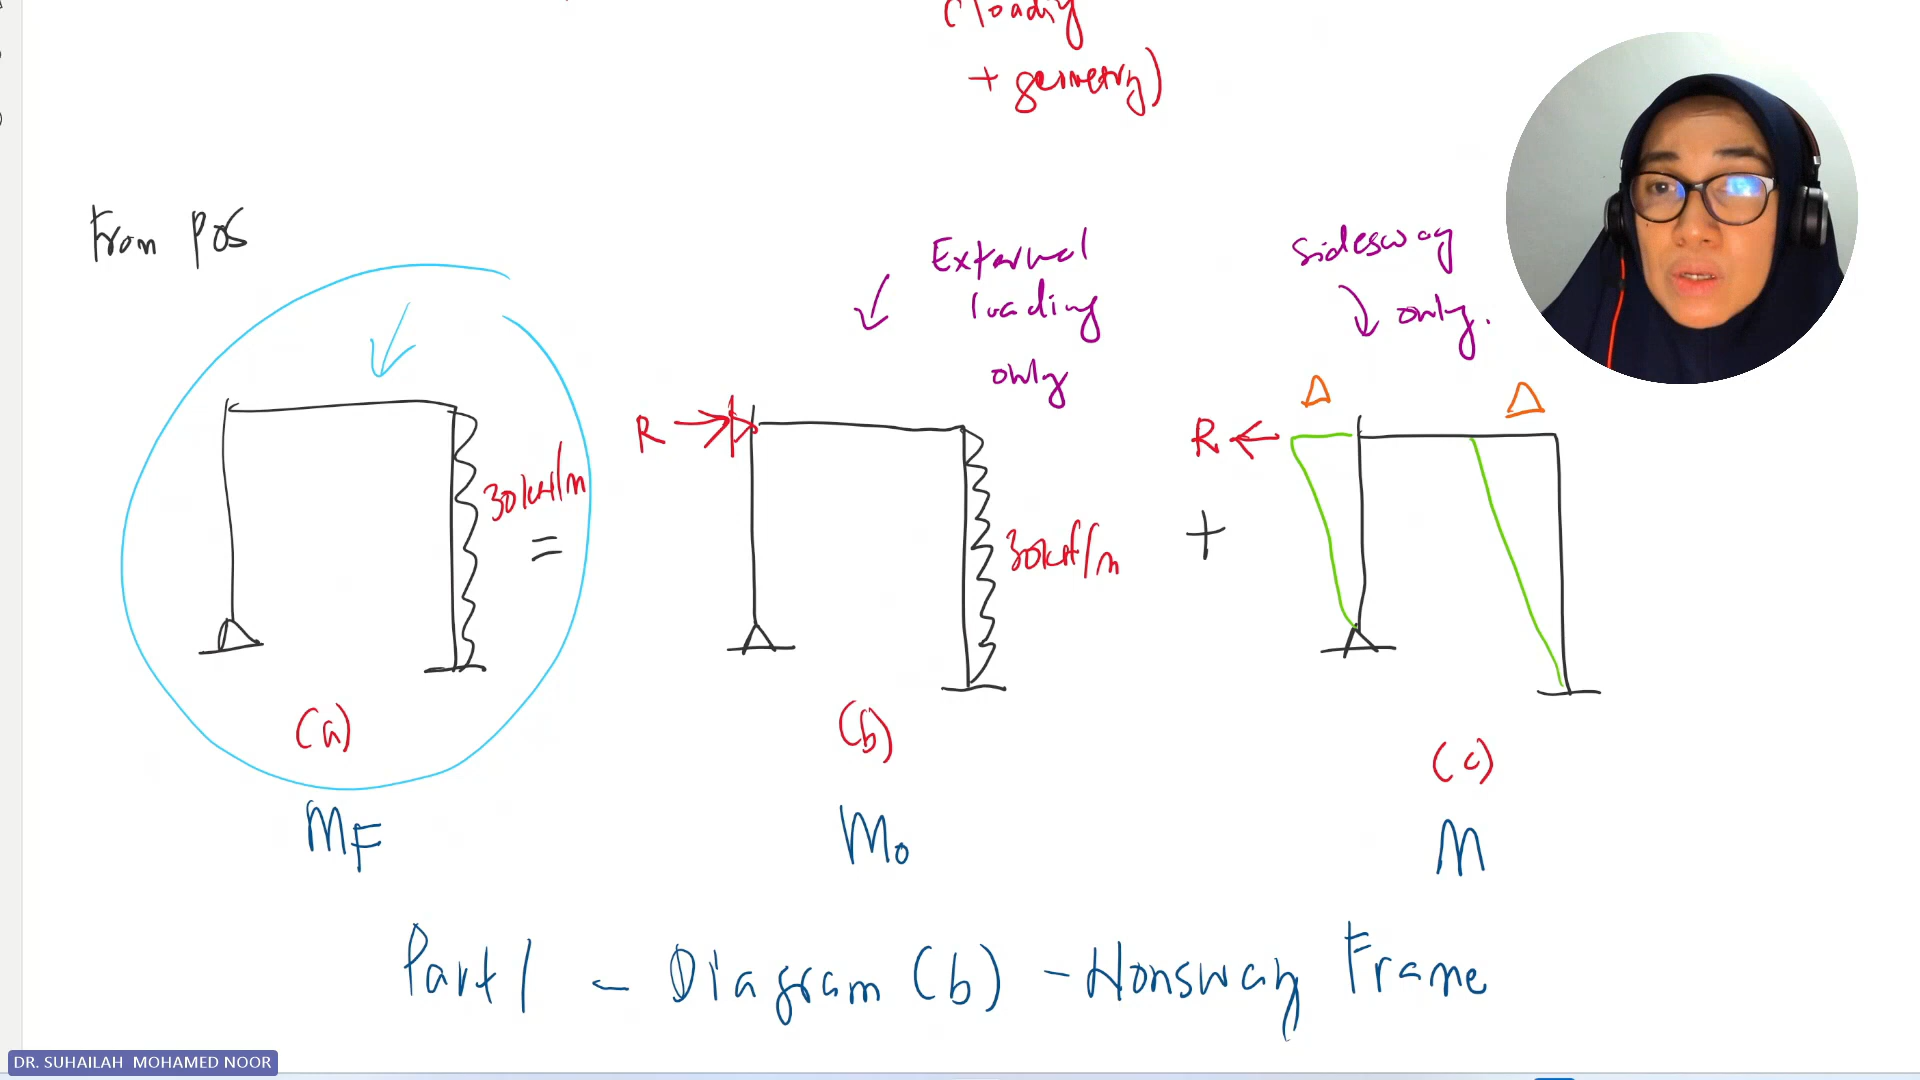 (loading
+ geometry)
From POS
External
loading
only
sidesway
only.
Δ
Δ
R
R
30kN/m
=
30kN/m
+
(a)
(b)
(c)
MF
Mo
M
Part 1 - Diagram (b) - Nonsway Frame
DR. SUHAILAH MOHAMED NOOR